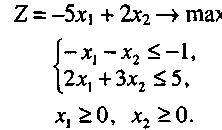 Z = −5x₁ + 2x₂ → max
−x₁ − x₂ ≤ −1,
2x₁ + 3x₂ ≤ 5,
x₁ ≥ 0, x₂ ≥ 0.